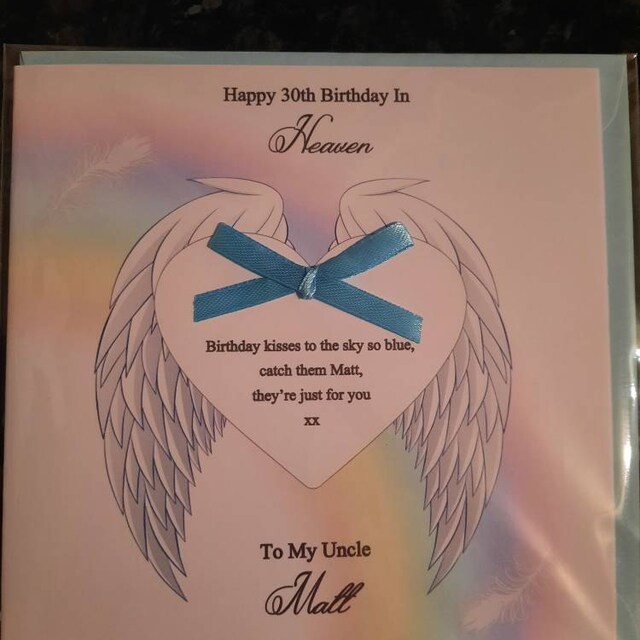 Happy 30th Birthday In
Heaven
Birthday kisses to the sky so blue,
catch them Matt,
they're just for you
xx
To My Uncle
Matt